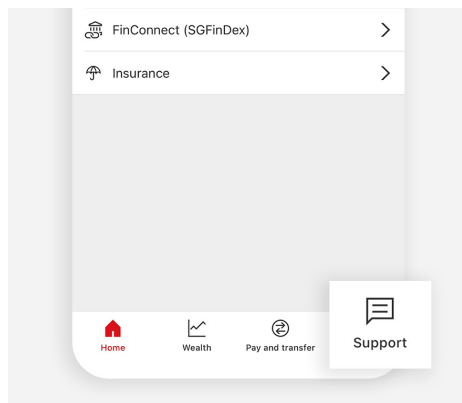 FinConnect (SGFinDex)
Insurance
Home
Wealth
Pay and transfer
Support